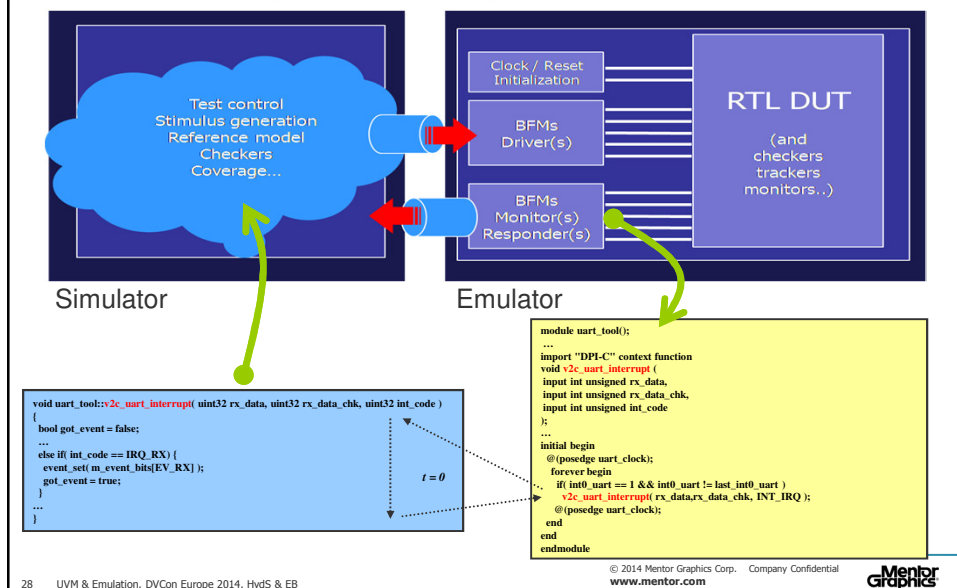 Test control
Stimulus generation
Reference model
Checkers
Coverage...
Clock / Reset
Initialization
BFMs
Driver(s)
BFMs
Monitor(s)
Responder(s)
RTL DUT
(and
checkers
trackers
monitors..)
Simulator
Emulator
void uart_tool::v2c_uart_interrupt( uint32 rx_data, uint32 rx_data_chk, uint32 int_code )
{
bool got_event = false;
...
else if( int_code == IRQ_RX) {
event_set( m_event_bits[EV_RX] );
got_event = true;
}
...
}
t = 0
module uart_tool();
...
import "DPI-C" context function
void v2c_uart_interrupt (
input int unsigned rx_data,
input int unsigned rx_data_chk,
input int unsigned int_code
);
...
initial begin
@(posedge uart_clock);
forever begin
if( int0_uart == 1 && int0_uart != last_int0_uart )
v2c_uart_interrupt( rx_data,rx_data_chk, INT_IRQ );
@(posedge uart_clock);
end
end
endmodule
28 UVM & Emulation, DVCon Europe 2014, HvdS & EB
© 2014 Mentor Graphics Corp. Company Confidential
www.mentor.com
Mentor
Graphics